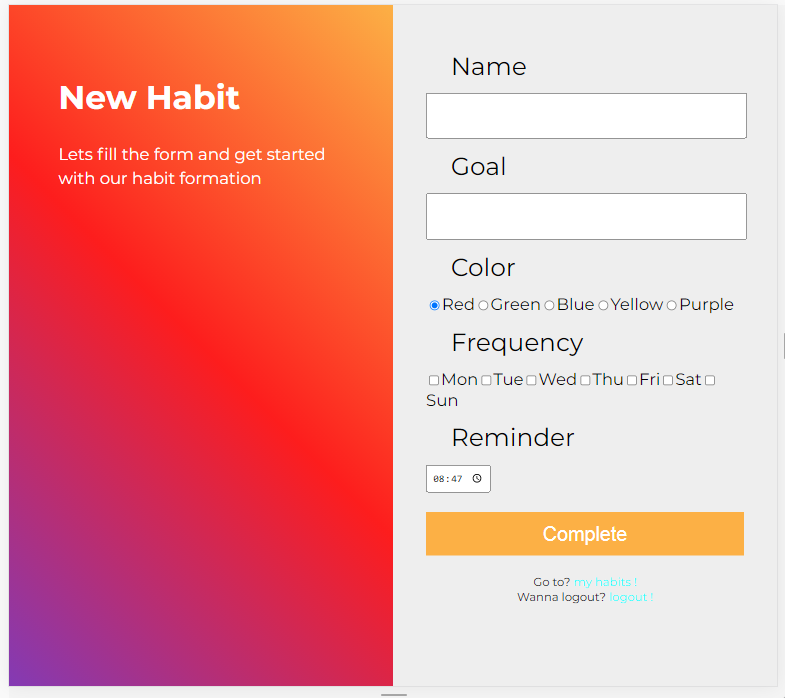 New Habit
Lets fill the form and get started
with our habit formation
Name
Goal
Color
Red Green Blue Yellow Purple
Frequency
Mon Tue Wed Thu Fri Sat
Sun
Reminder
08:47
Complete
Go to? my habits !
Wanna logout? logout !